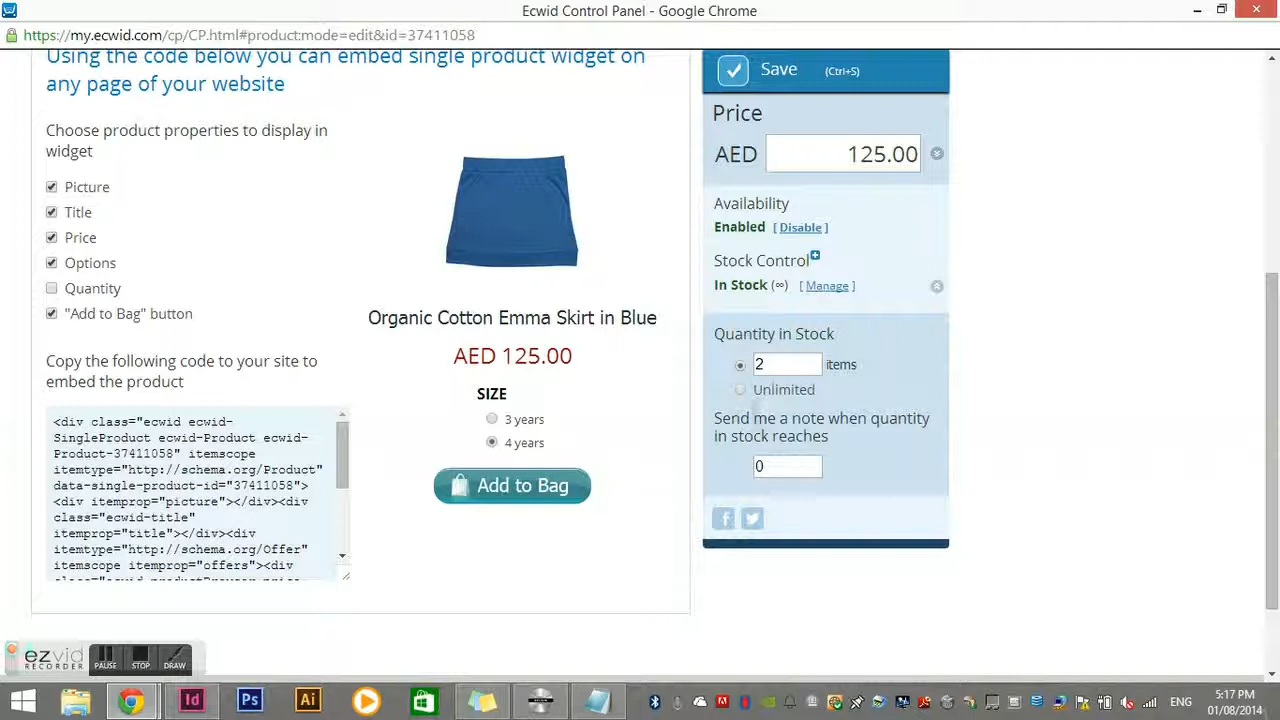 Ecwid Control Panel - Google Chrome
https://my.ecwid.com/cp/CP.html#product:mode=edit&id=37411058
Using the code below you can embed single product widget on
any page of your website
Choose product properties to display in
widget
Picture
Title
Price
Options
Quantity
"Add to Bag" button
Copy the following code to your site to
embed the product
<div class="ecwid ecwid-
SingleProduct ecwid-Product ecwid-
Product-37411058" itemscope
itemtype="http://schema.org/Product"
data-single-product-id="37411058">
<div itemprop="picture"></div><div
class="ecwid-title"
itemprop="title"></div><div
itemtype="http://schema.org/Offer"
itemscope itemprop="offers"><div
class="ecwid-productBrowser-price
Organic Cotton Emma Skirt in Blue
AED 125.00
SIZE
3 years
4 years
Add to Bag
Save (Ctrl+S)
Price
AED 125.00
Availability
Enabled [ Disable ]
Stock Control
In Stock (∞) [ Manage ]
Quantity in Stock
2 items
Unlimited
Send me a note when quantity
in stock reaches
0
ezvid
RECORDER
PAUSE STOP DRAW
Id Ps Ai
ENG
5:17 PM
01/08/2014